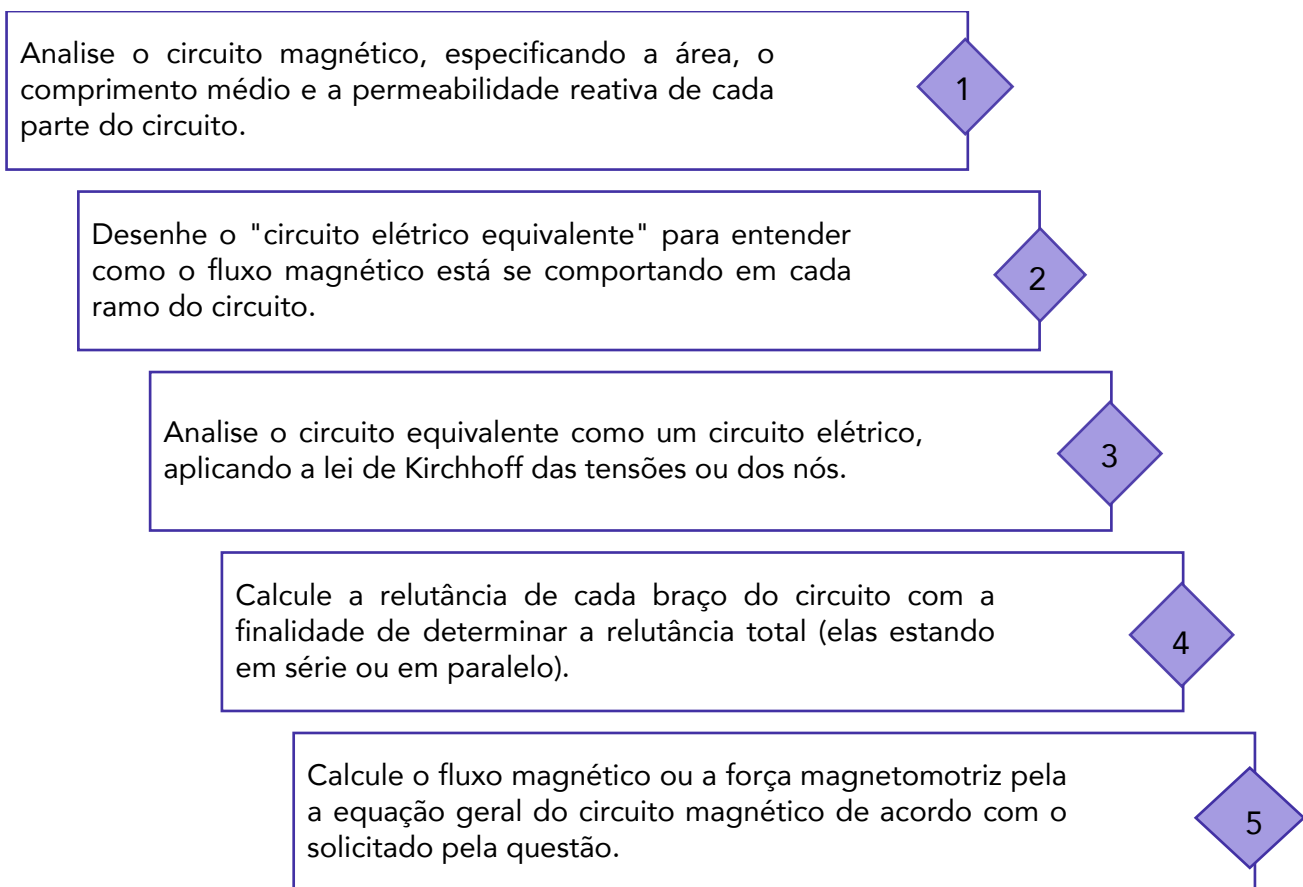 Analise o circuito magnético, especificando a área, o
comprimento médio e a permeabilidade reativa de cada
parte do circuito.
1
Desenhe o "circuito elétrico equivalente" para entender
como o fluxo magnético está se comportando em cada
ramo do circuito.
2
Analise o circuito equivalente como um circuito elétrico,
aplicando a lei de Kirchhoff das tensões ou dos nós.
3
Calcule a relutância de cada braço do circuito com a
finalidade de determinar a relutância total (elas estando
em série ou em paralelo).
4
Calcule o fluxo magnético ou a força magnetomotriz pela
a equação geral do circuito magnético de acordo com o
solicitado pela questão.
5